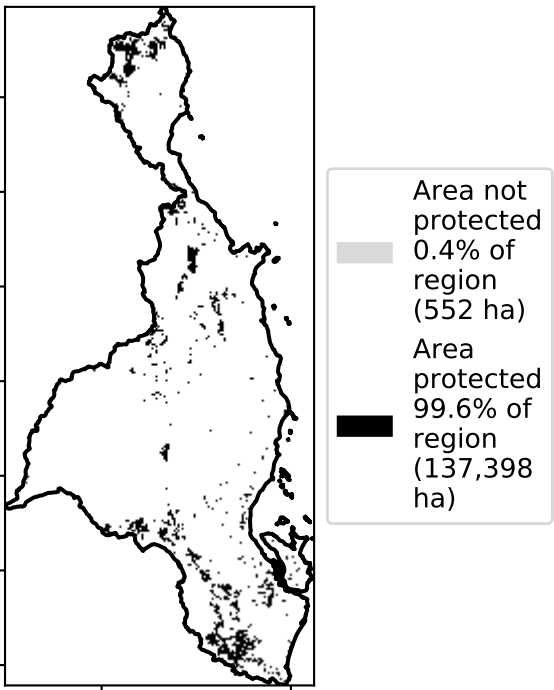 Area not
protected
0.4% of
region
(552 ha)
Area
protected
99.6% of
region
(137,398
ha)